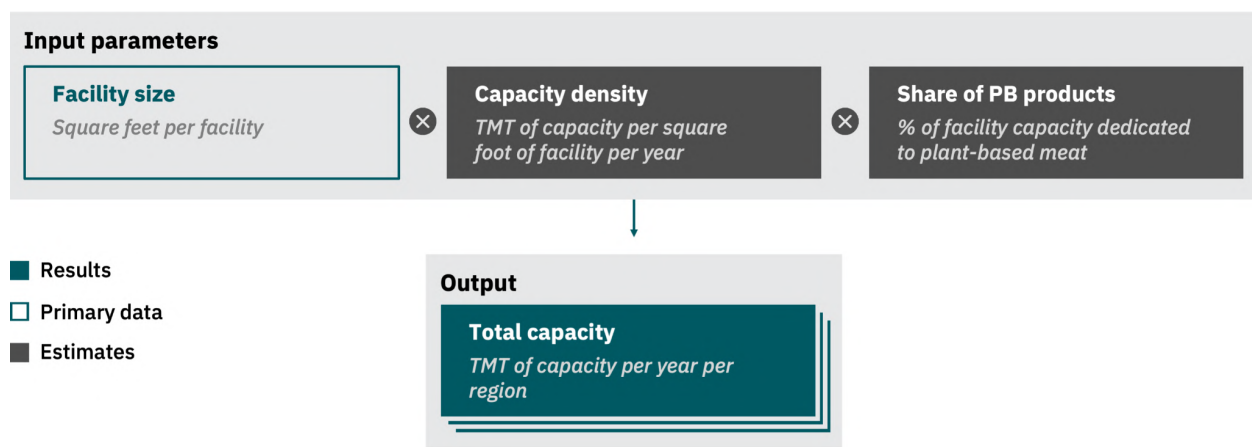 Input parameters
Facility size
Square feet per facility
Capacity density
TMT of capacity per square
foot of facility per year
Share of PB products
% of facility capacity dedicated
to plant-based meat
Results
Primary data
Estimates
Output
Total capacity
TMT of capacity per year per
region